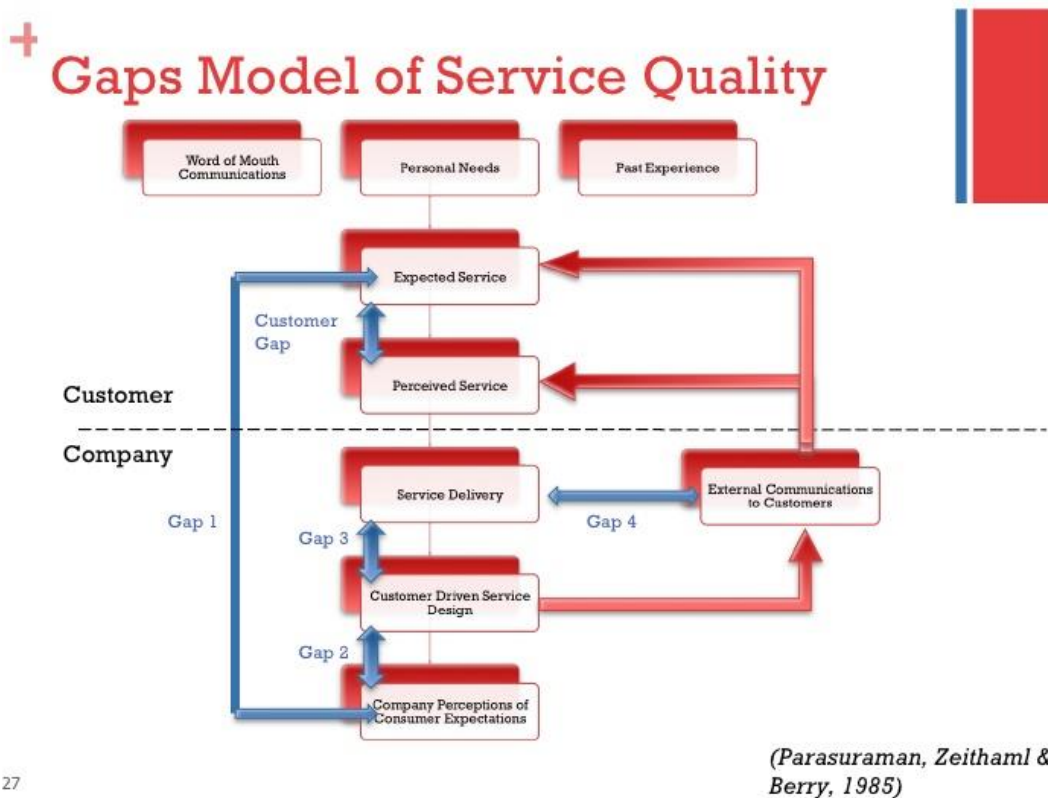 +
Gaps Model of Service Quality
Word of Mouth
Communications
Personal Needs
Past Experience
Expected Service
Customer
Gap
Perceived Service
Customer
Company
Service Delivery
External Communications
to Customers
Gap 1
Gap 3
Gap 4
Customer Driven Service
Design
Gap 2
Company Perceptions of
Consumer Expectations
(Parasuraman, Zeithaml &
Berry, 1985)
27